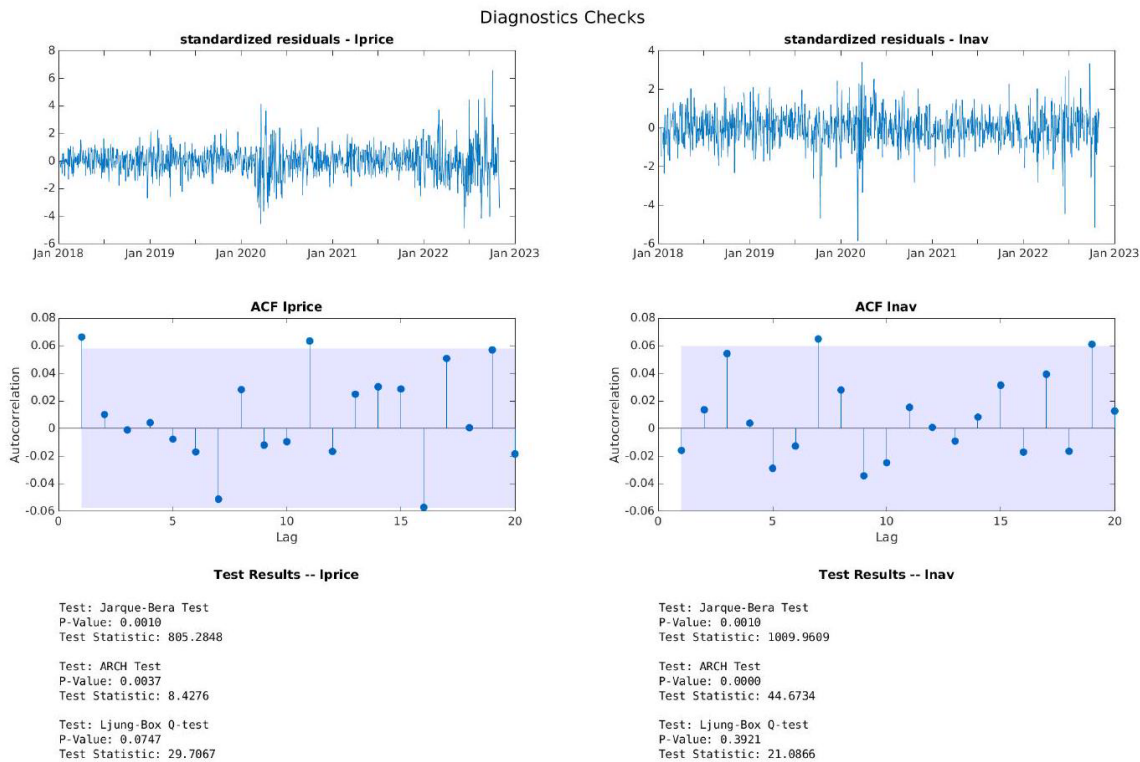 Diagnostics Checks
standardized residuals - lprice
8
6
4
2
0
-2
-4
-6
Jan 2018
Jan 2019
Jan 2020
Jan 2021
Jan 2022
Jan 2023
standardized residuals - lnav
4
2
0
-2
-4
-6
Jan 2018
Jan 2019
Jan 2020
Jan 2021
Jan 2022
Jan 2023
ACF lprice
Autocorrelation
0.08
0.06
0.04
0.02
0
-0.02
-0.04
-0.06
0
5
10
15
20
Lag
ACF lnav
Autocorrelation
0.08
0.06
0.04
0.02
0
-0.02
-0.04
-0.06
0
5
10
15
20
Lag
Test Results -- lprice
Test: Jarque-Bera Test
P-Value: 0.0010
Test Statistic: 805.2848
Test: ARCH Test
P-Value: 0.0037
Test Statistic: 8.4276
Test: Ljung-Box Q-test
P-Value: 0.0747
Test Statistic: 29.7067
Test Results -- lnav
Test: Jarque-Bera Test
P-Value: 0.0010
Test Statistic: 1009.9609
Test: ARCH Test
P-Value: 0.0000
Test Statistic: 44.6734
Test: Ljung-Box Q-test
P-Value: 0.3921
Test Statistic: 21.0866